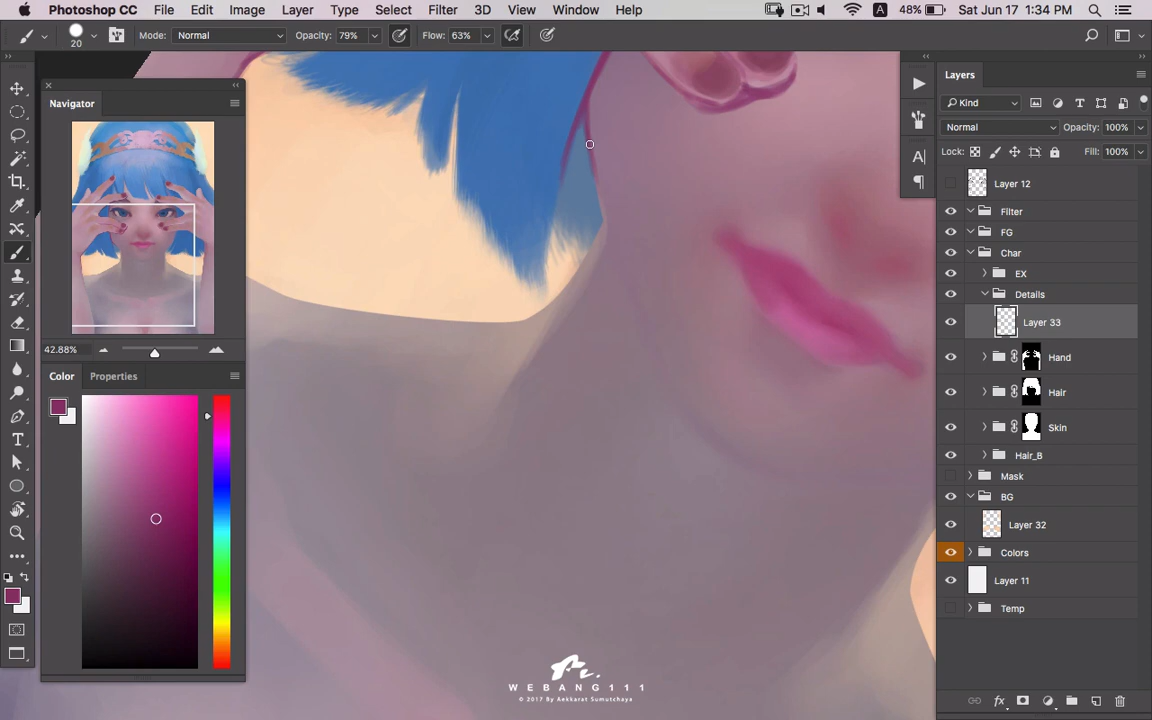 Photoshop CC File Edit Image Layer Type Select Filter 3D View Window Help A 48% Sat Jun 17 1:34 PM
20 Mode: Normal Opacity: 79% Flow: 63%
Navigator
42.88%
Color Properties
Layers
Kind
Normal Opacity: 100%
Lock: Fill: 100%
Layer 12
Filter
FG
Char
EX
Details
Layer 33
Hand
Hair
Skin
Hair_B
Mask
BG
Layer 32
Colors
Layer 11
Temp
WEBANG111
© 2017 By Aekkarat Sumutchaya